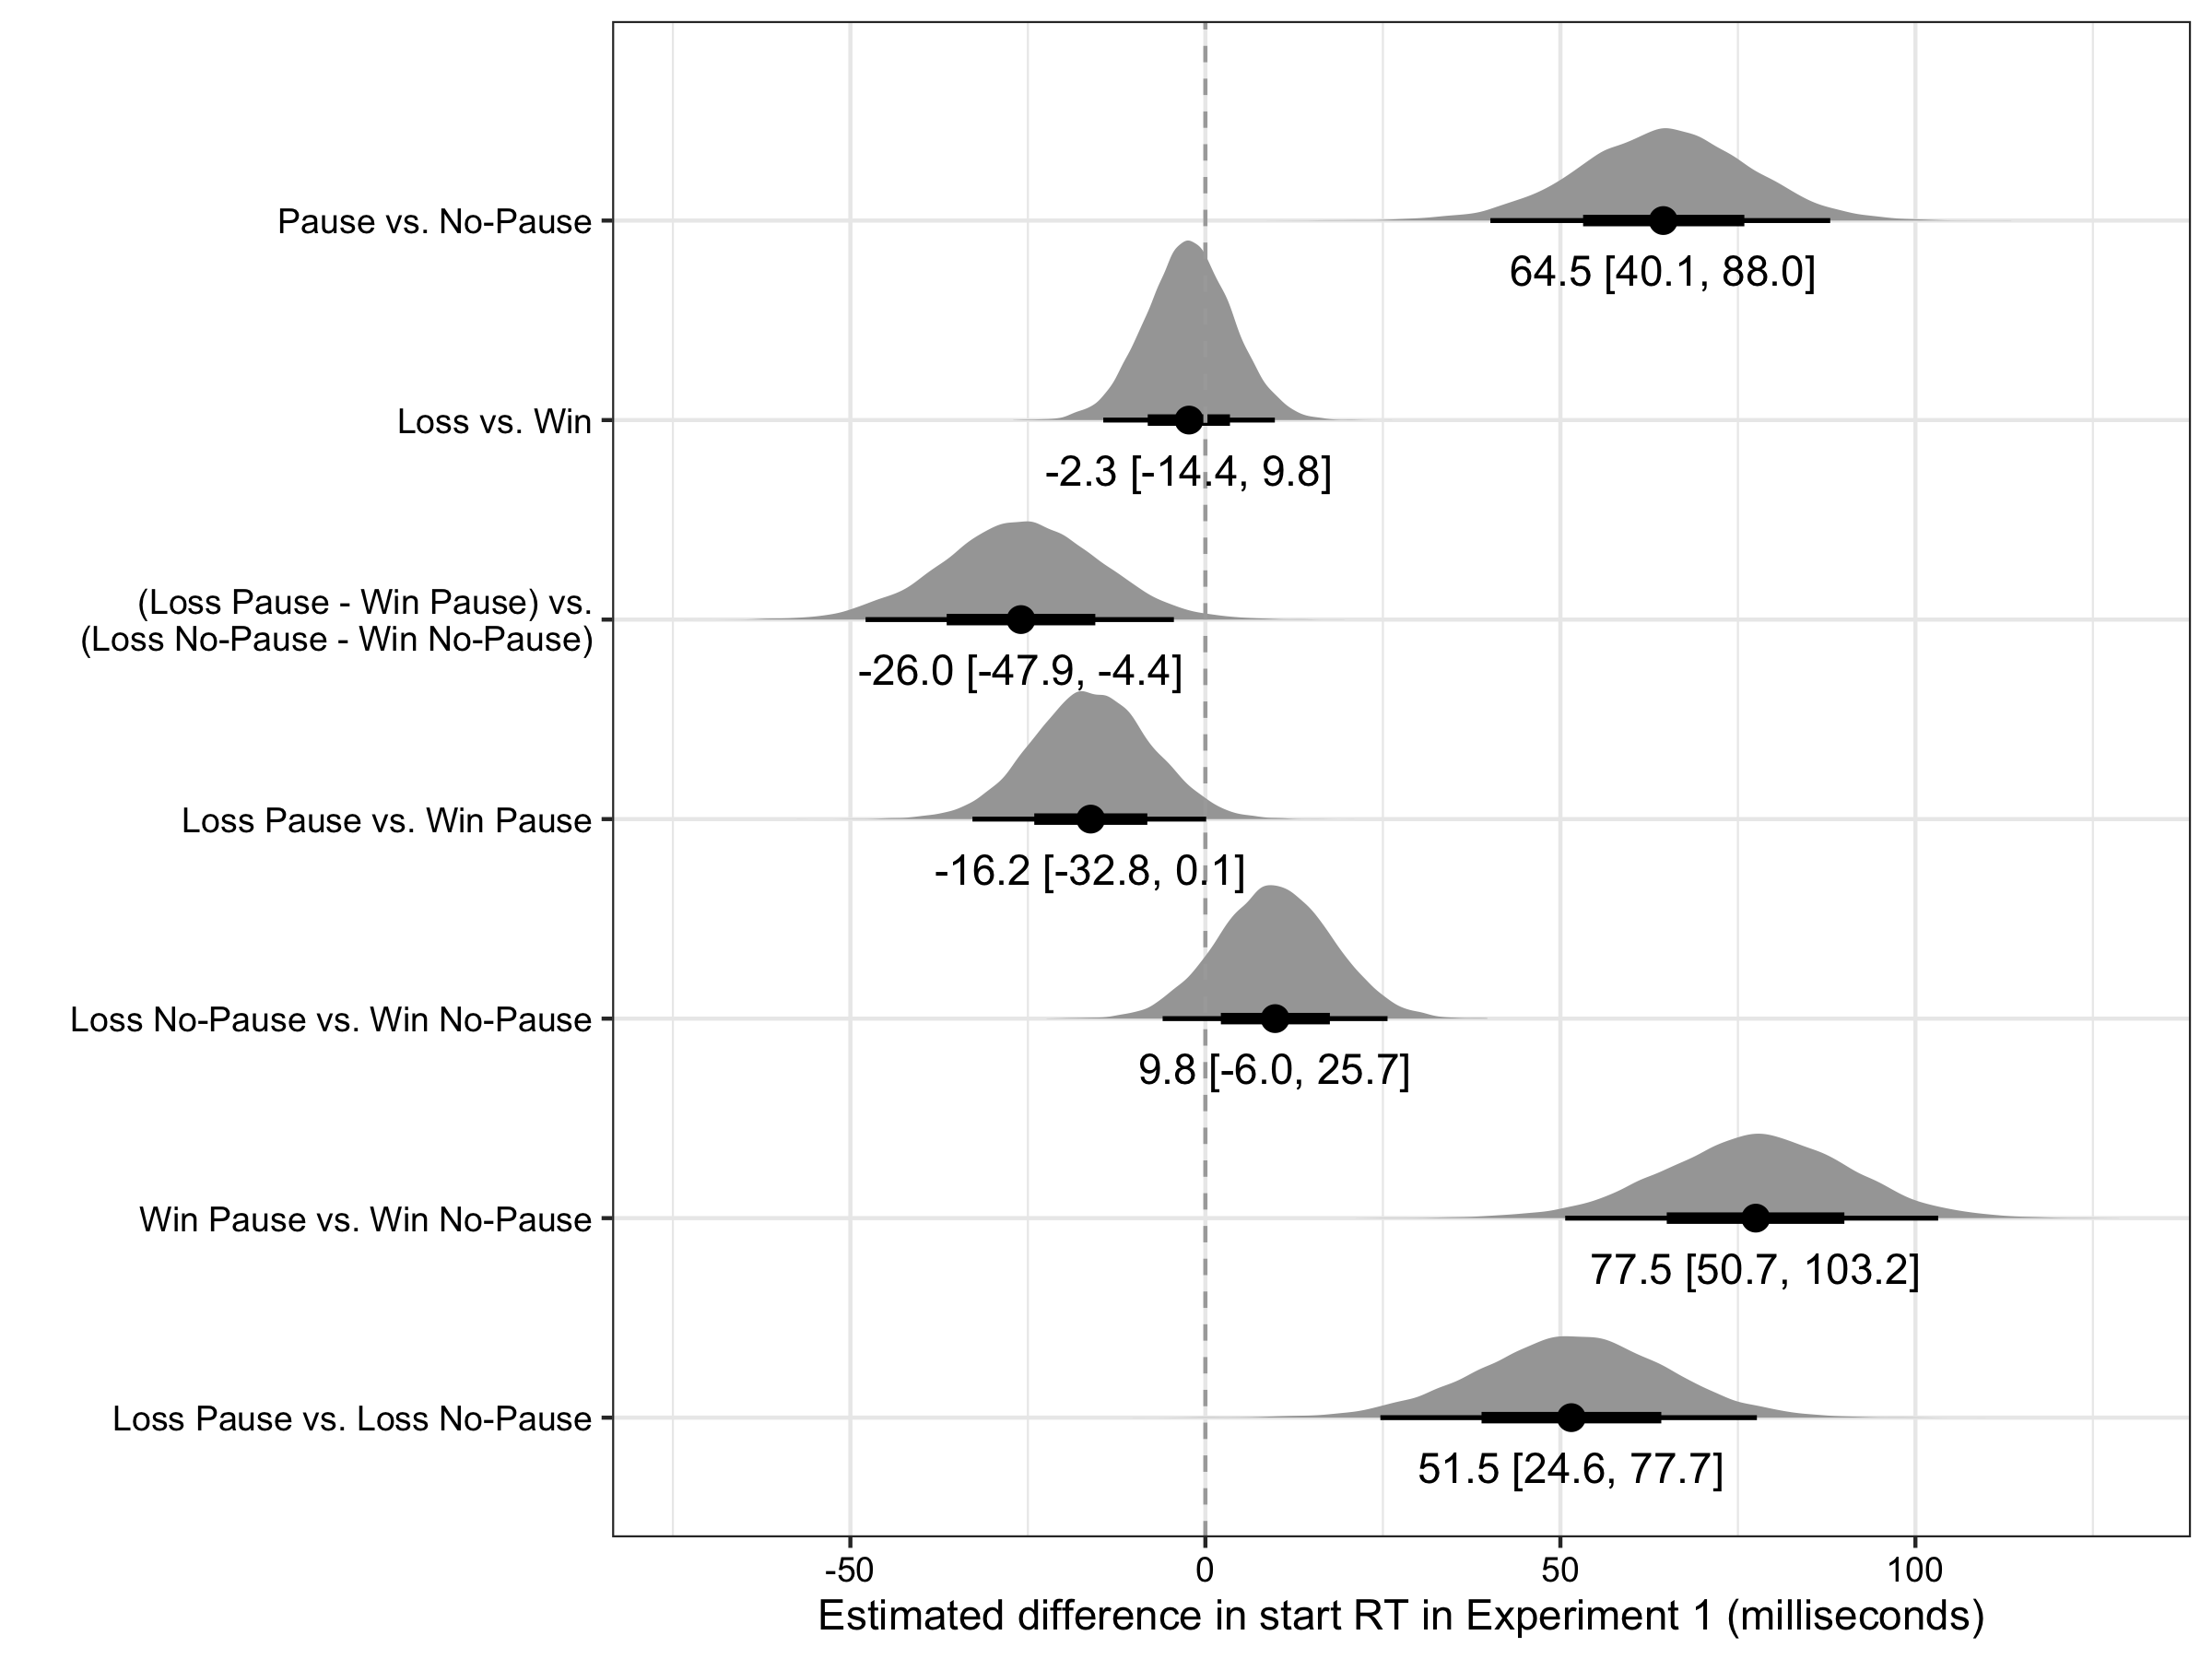 Pause vs. No-Pause
64.5 [40.1, 88.0]
Loss vs. Win
-2.3 [-14.4, 9.8]
(Loss Pause - Win Pause) vs.
(Loss No-Pause - Win No-Pause)
-26.0 [-47.9, -4.4]
Loss Pause vs. Win Pause
-16.2 [-32.8, 0.1]
Loss No-Pause vs. Win No-Pause
9.8 [-6.0, 25.7]
Win Pause vs. Win No-Pause
77.5 [50.7, 103.2]
Loss Pause vs. Loss No-Pause
51.5 [24.6, 77.7]
-50 0 50 100
Estimated difference in start RT in Experiment 1 (milliseconds)